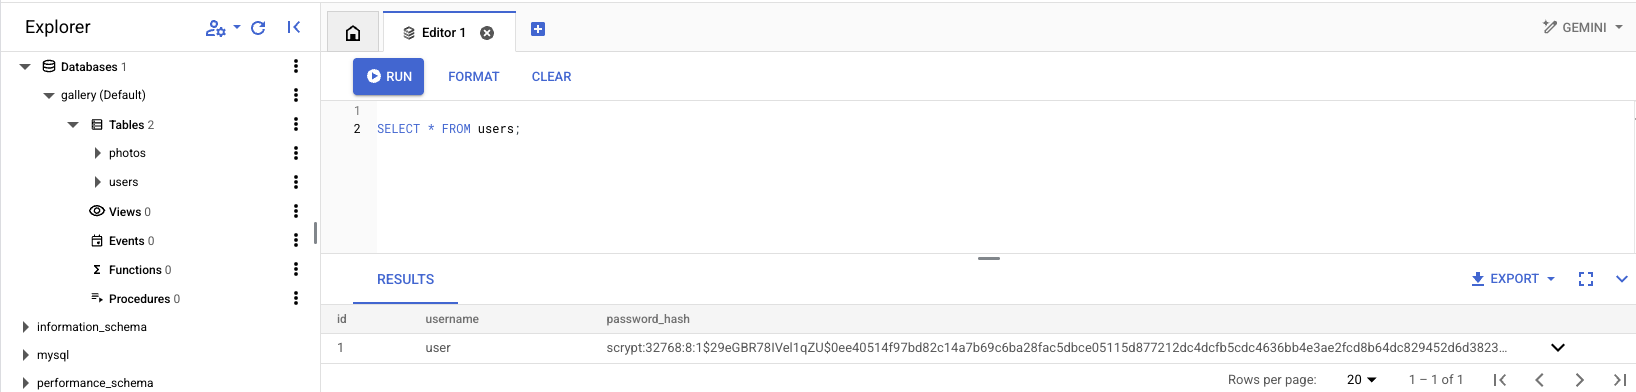 Explorer
Databases 1
gallery (Default)
Tables 2
photos
users
Views 0
Events 0
Functions 0
Procedures 0
information_schema
mysql
performance_schema
Editor 1
GEMINI
RUN FORMAT CLEAR
1
2 SELECT * FROM users;
RESULTS
EXPORT
id username password_hash
1 user scrypt:32768:8:1$29eGBR78IVel1qZU$0ee40514f97bd82c14a7b69c6ba28fac5dbce05115d877212dc4dcfb5cdc4636bb4e3ae2fcd8b64dc829452d6d3823...
Rows per page: 20 1 – 1 of 1